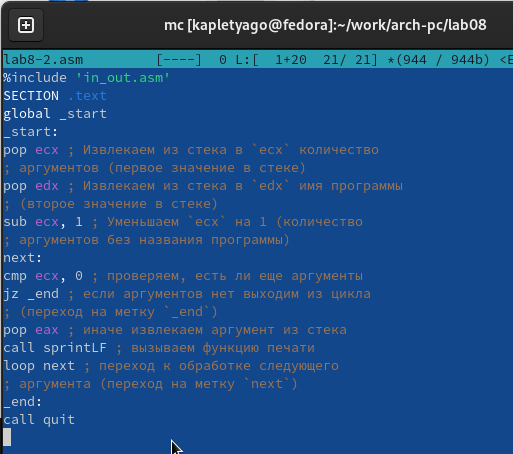 mc [kapletyago@fedora]:~/work/arch-pc/lab08
lab8-2.asm [----] 0 L:[ 1+20 21/ 21] *(944 / 944b) <E
%include 'in_out.asm'
SECTION .text
global _start
_start:
pop ecx ; Извлекаем из стека в `ecx` количество
; аргументов (первое значение в стеке)
pop edx ; Извлекаем из стека в `edx` имя программы
; (второе значение в стеке)
sub ecx, 1 ; Уменьшаем `ecx` на 1 (количество
; аргументов без названия программы)
next:
cmp ecx, 0 ; проверяем, есть ли еще аргументы
jz _end ; если аргументов нет выходим из цикла
; (переход на метку `_end`)
pop eax ; иначе извлекаем аргумент из стека
call sprintLF ; вызываем функцию печати
loop next ; переход к обработке следующего
; аргумента (переход на метку `next`)
_end:
call quit